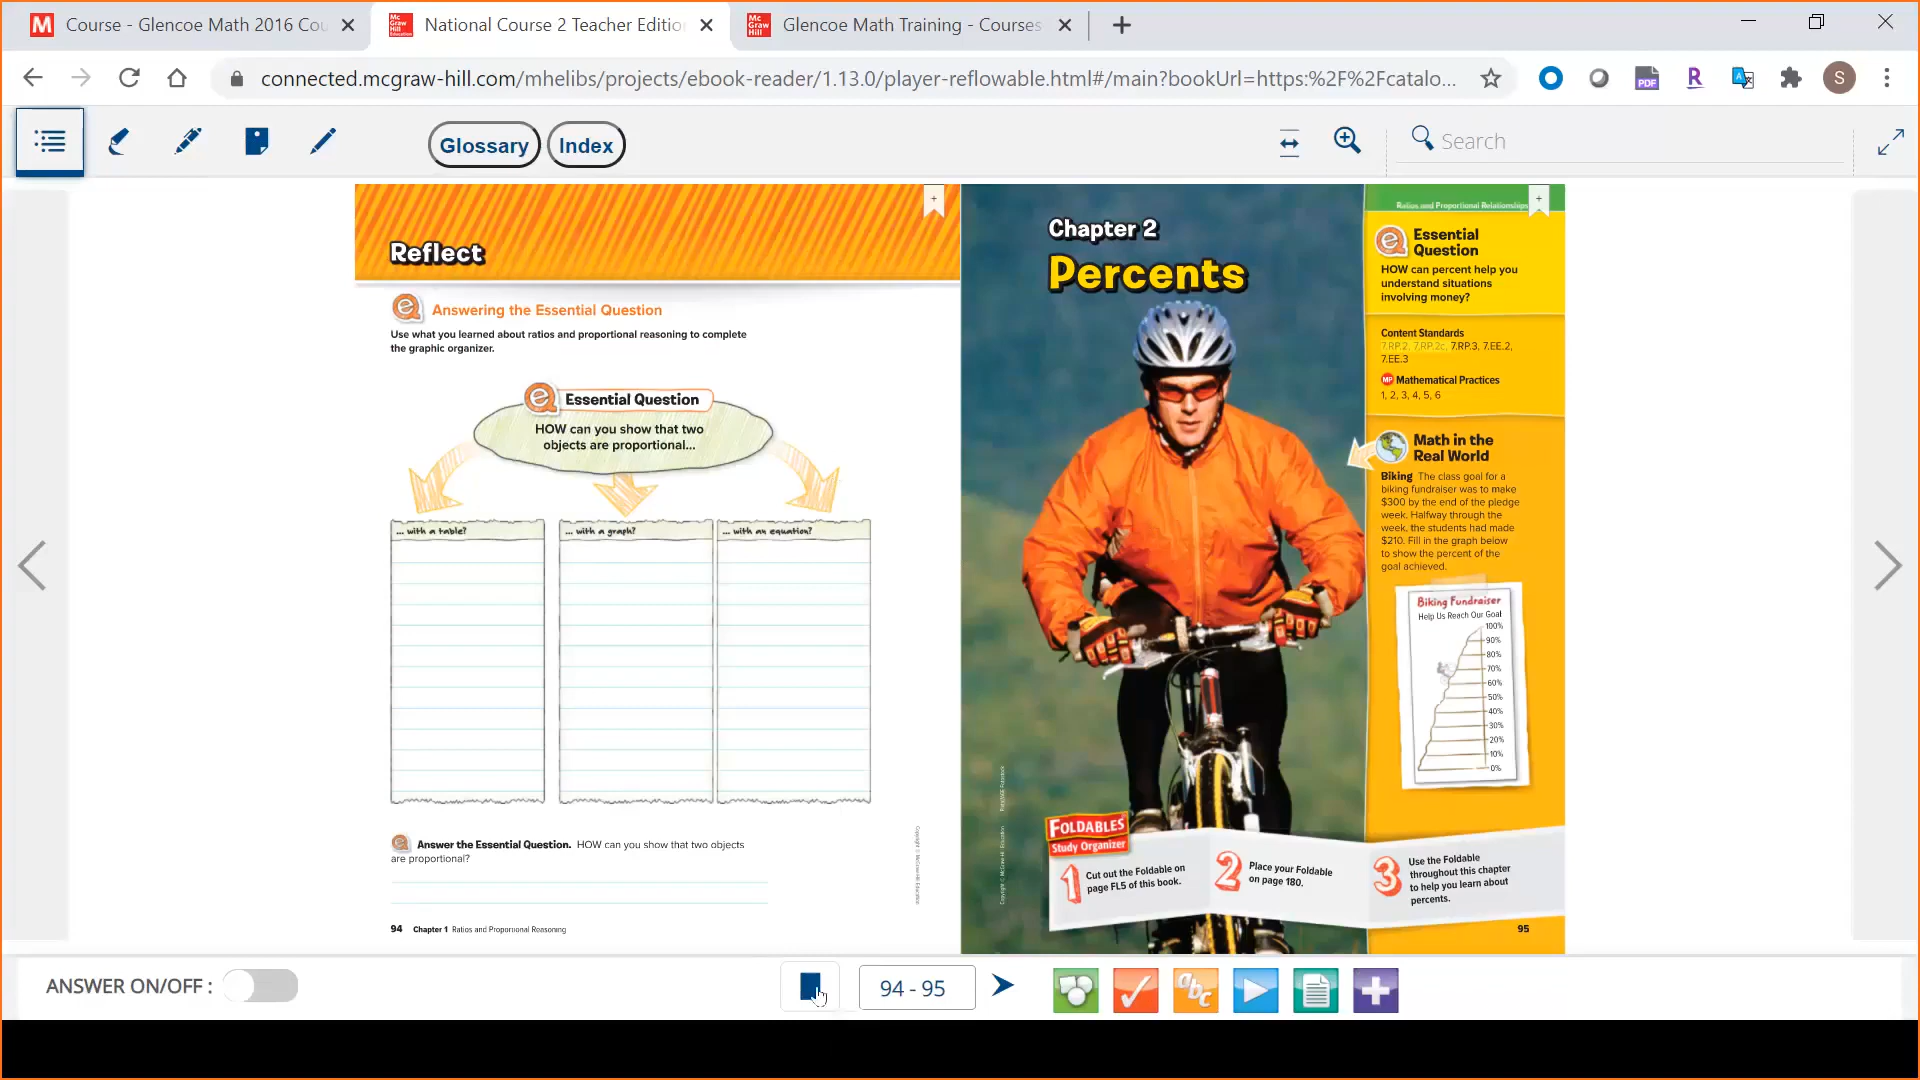 Course - Glencoe Math 2016 Cou
National Course 2 Teacher Editio
Glencoe Math Training - Courses
connected.mcgraw-hill.com/mhelibs/projects/ebook-reader/1.13.0/player-reflowable.html#/main?bookUrl=https:%2F%2Fcatalo...
PDF
R
S
Glossary
Index
Search
Reflect
Answering the Essential Question
Use what you learned about ratios and proportional reasoning to complete
the graphic organizer.
Essential Question
HOW can you show that two
objects are proportional...
... with a table?
... with a graph?
... with an equation?
Answer the Essential Question. HOW can you show that two objects
are proportional?
94 Chapter 1 Ratios and Proportional Reasoning
Copyright © McGraw-Hill Education
Chapter 2
Percents
Ratios and Proportional Relationships
Essential
Question
HOW can percent help you
understand situations
involving money?
Content Standards
7.RP.2, 7.RP.2c, 7.RP.3, 7.EE.2,
7.EE.3
MP Mathematical Practices
1, 2, 3, 4, 5, 6
Math in the
Real World
Biking The class goal for a
biking fundraiser was to make
$300 by the end of the pledge
week. Halfway through the
week, the students had made
$210. Fill in the graph below
to show the percent of the
goal achieved.
Biking Fundraiser
Help Us Reach Our Goal
100%
90%
80%
70%
60%
50%
40%
30%
20%
10%
0%
FOLDABLES
Study Organizer
1 Cut out the Foldable on
page FL5 of this book.
2 Place your Foldable
on page 180.
3 Use the Foldable
throughout this chapter
to help you learn about
percents.
95
ANSWER ON/OFF :
94 - 95
abc